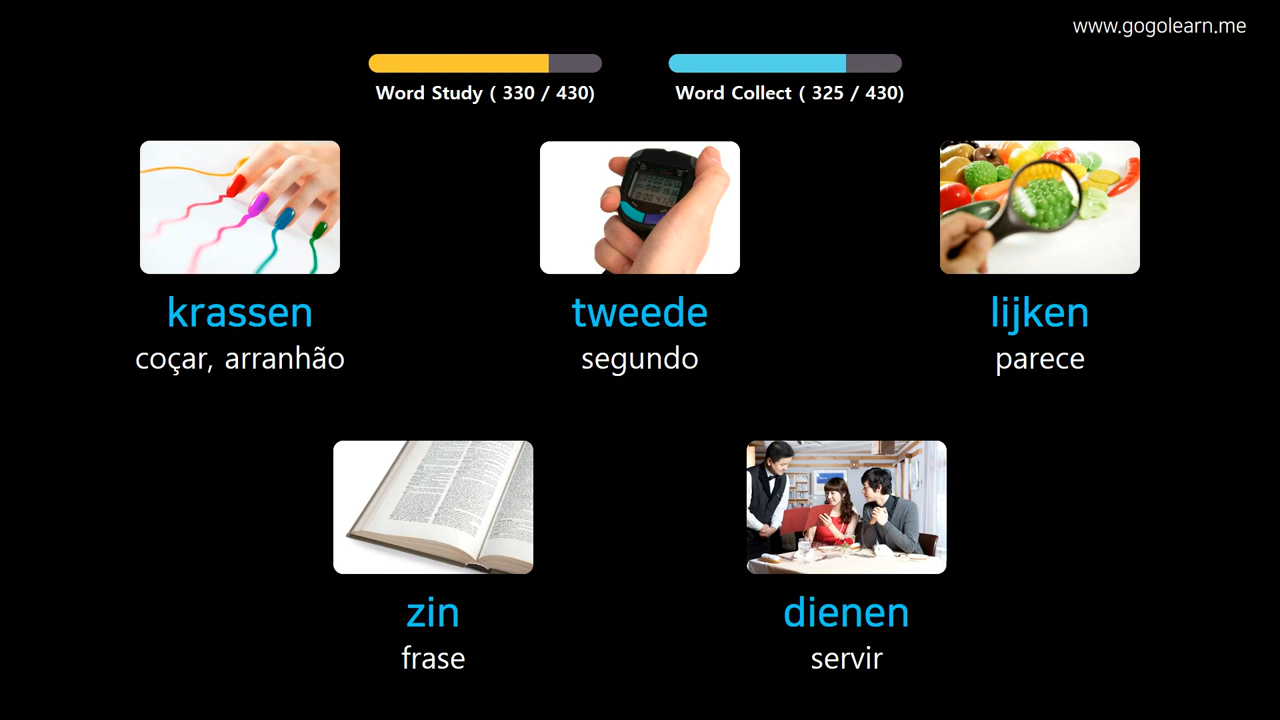 www.gogolearn.me
Word Study ( 330 / 430)
Word Collect ( 325 / 430)
krassen
coçar, arranhão
tweede
segundo
lijken
parece
zin
frase
dienen
servir